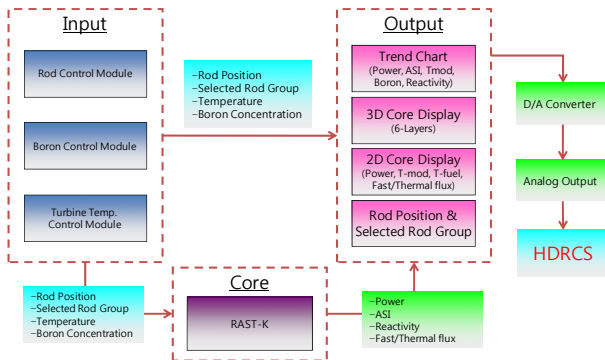 Input
Rod Control Module
Boron Control Module
Turbine Temp.
Control Module
−Rod Position
−Selected Rod Group
−Temperature
−Boron Concentration
Output
Trend Chart
(Power, ASI, Tmod,
Boron, Reactivity)
3D Core Display
(6-Layers)
2D Core Display
(Power, T-mod, T-fuel,
Fast/Thermal flux)
Rod Position &
Selected Rod Group
D/A Converter
Analog Output
HDRCS
−Rod Position
−Selected Rod Group
−Temperature
−Boron Concentration
Core
RAST-K
−Power
−ASI
−Reactivity
−Fast/Thermal flux